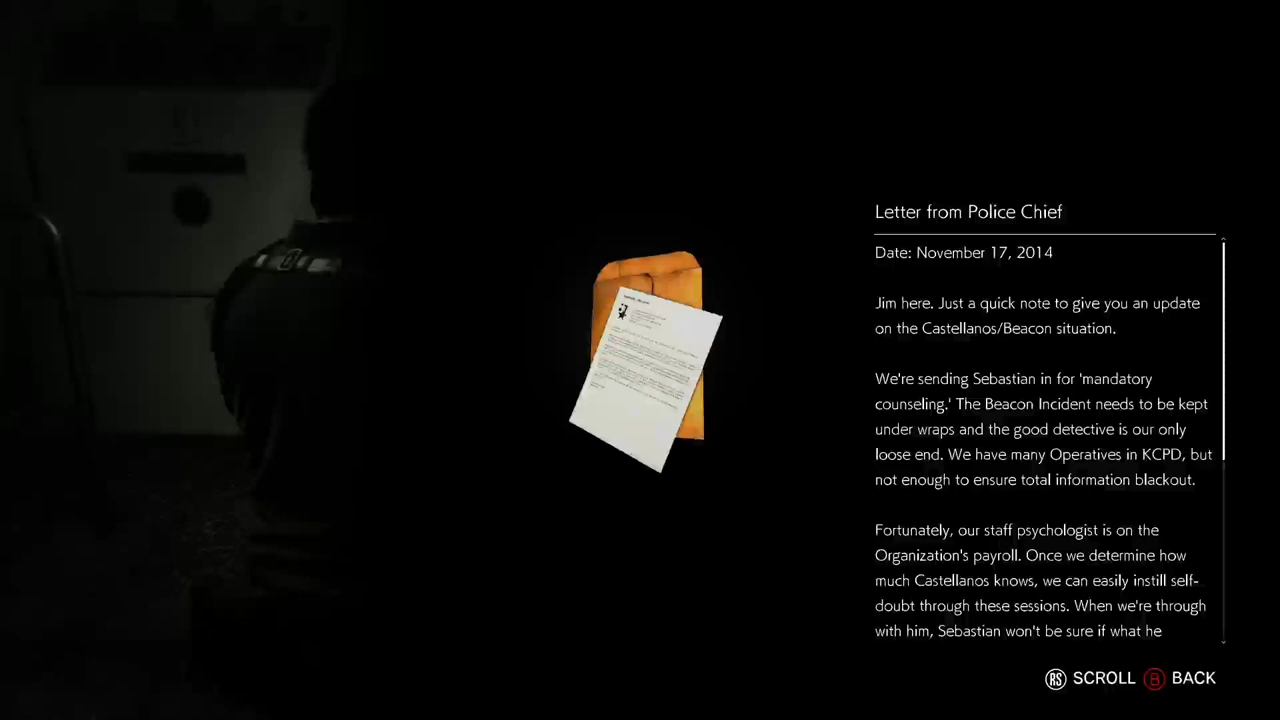 Letter from Police Chief
Date: November 17, 2014
Jim here. Just a quick note to give you an update
on the Castellanos/Beacon situation.
We're sending Sebastian in for 'mandatory
counseling.' The Beacon Incident needs to be kept
under wraps and the good detective is our only
loose end. We have many Operatives in KCPD, but
not enough to ensure total information blackout.
Fortunately, our staff psychologist is on the
Organization's payroll. Once we determine how
much Castellanos knows, we can easily instill self-
doubt through these sessions. When we're through
with him, Sebastian won't be sure if what he
RS SCROLL B BACK